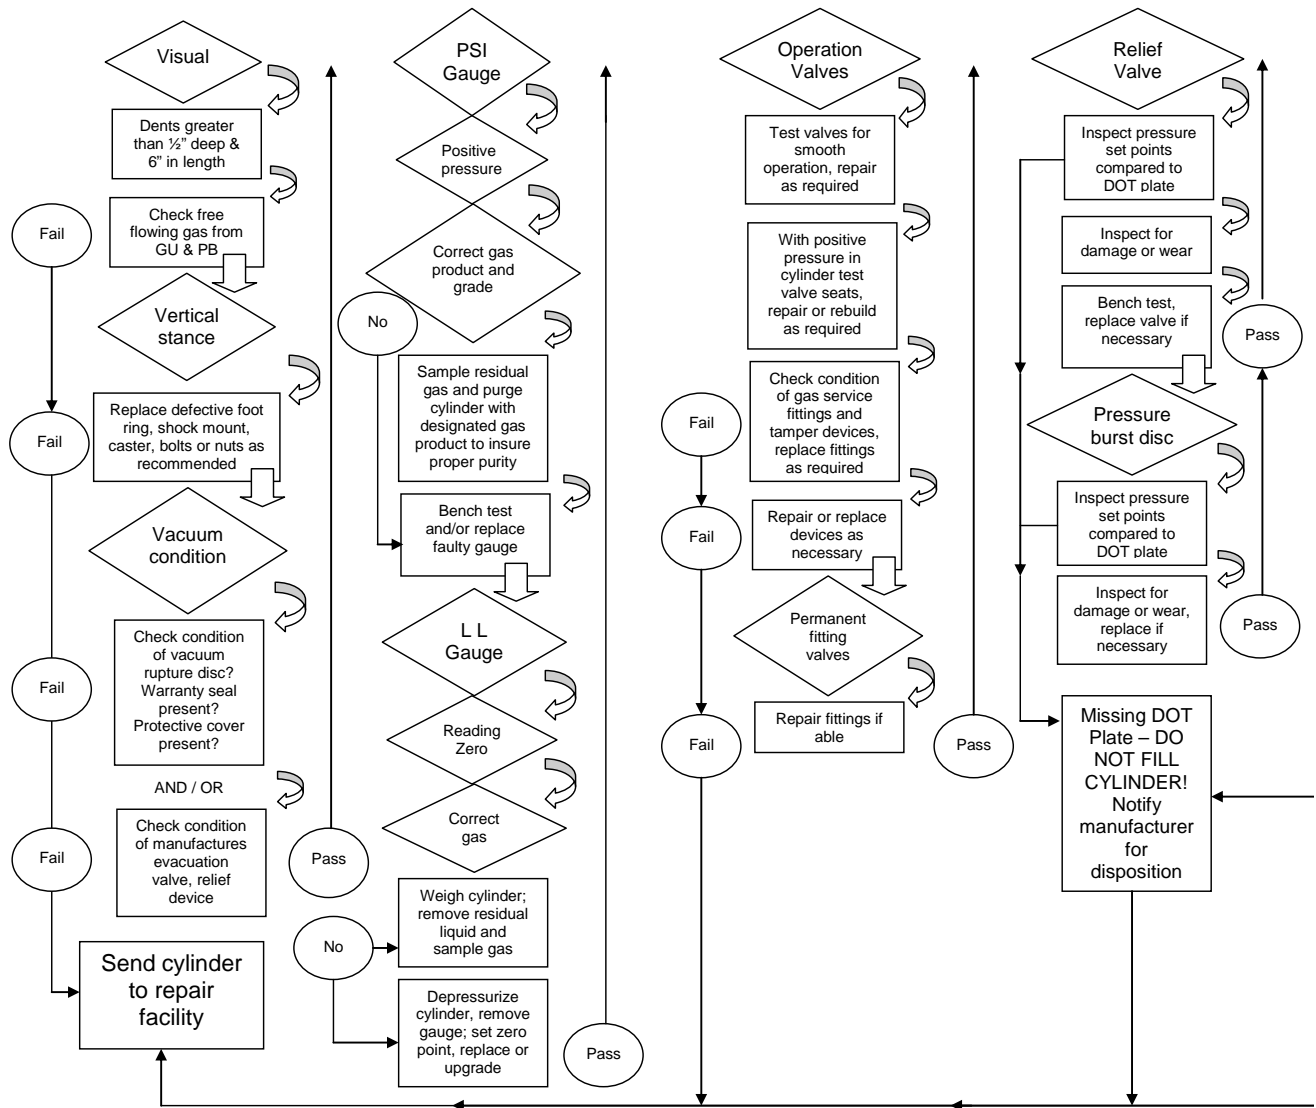 Visual
Dents greater
than ½” deep &
6” in length
Check free
flowing gas from
GU & PB
Fail
Vertical
stance
Replace defective foot
ring, shock mount,
caster, bolts or nuts as
recommended
Fail
Vacuum
condition
Check condition
of vacuum
rupture disc?
Warranty seal
present?
Protective cover
present?
Fail
AND / OR
Check condition
of manufactures
evacuation
valve, relief
device
Fail
Pass
Send cylinder
to repair
facility
PSI
Gauge
Positive
pressure
Correct gas
product and
grade
No
Sample residual
gas and purge
cylinder with
designated gas
product to insure
proper purity
Bench test
and/or replace
faulty gauge
L L
Gauge
Reading
Zero
Correct
gas
Weigh cylinder;
remove residual
liquid and
sample gas
No
Depressurize
cylinder, remove
gauge; set zero
point, replace or
upgrade
Pass
Operation
Valves
Test valves for
smooth
operation, repair
as required
With positive
pressure in
cylinder test
valve seats,
repair or rebuild
as required
Check condition
of gas service
fittings and
tamper devices,
replace fittings
as required
Fail
Repair or replace
devices as
necessary
Fail
Permanent
fitting
valves
Repair fittings if
able
Fail
Pass
Relief
Valve
Inspect pressure
set points
compared to
DOT plate
Inspect for
damage or wear
Bench test,
replace valve if
necessary
Pass
Pressure
burst disc
Inspect pressure
set points
compared to
DOT plate
Inspect for
damage or wear,
replace if
necessary
Pass
Missing DOT
Plate – DO
NOT FILL
CYLINDER!
Notify
manufacturer
for
disposition